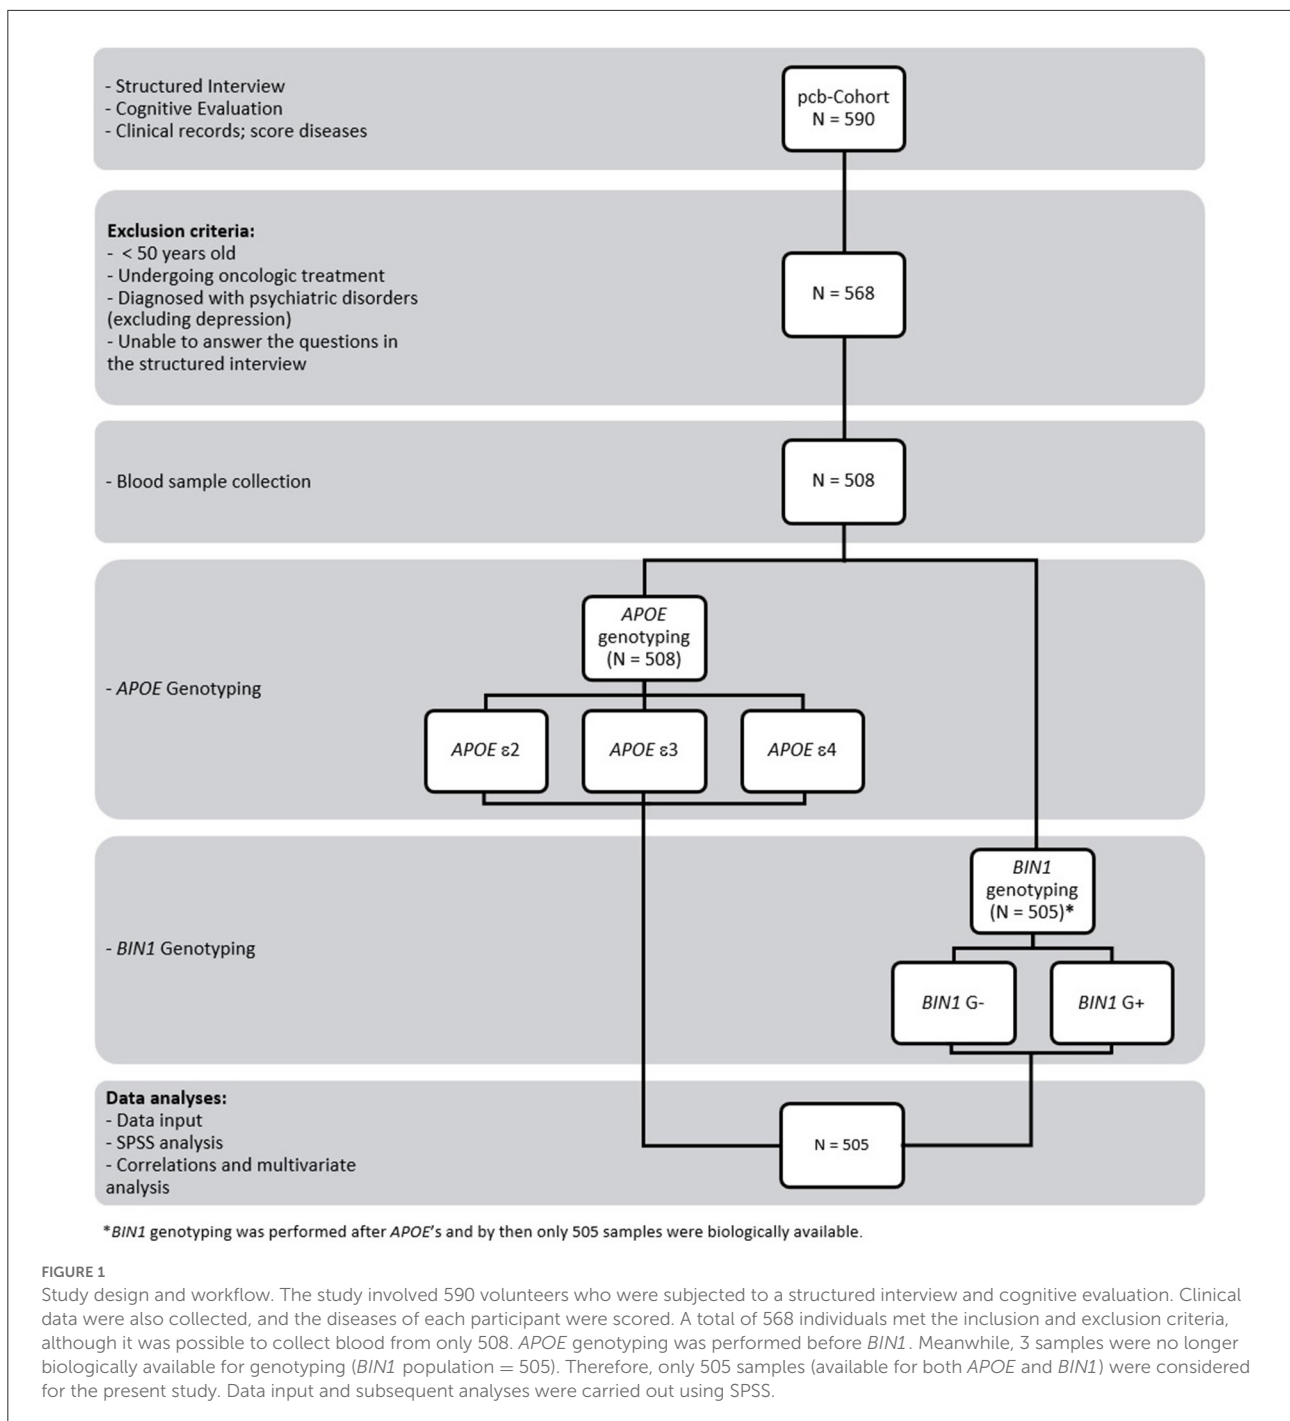 - Structured Interview
- Cognitive Evaluation
- Clinical records; score diseases
pcb-Cohort
N = 590
Exclusion criteria:
- < 50 years old
- Undergoing oncologic treatment
- Diagnosed with psychiatric disorders
(excluding depression)
- Unable to answer the questions in
the structured interview
N = 568
- Blood sample collection
N = 508
- APOE Genotyping
APOE
genotyping
(N = 508)
APOE ε2
APOE ε3
APOE ε4
- BIN1 Genotyping
BIN1
genotyping
(N = 505)*
BIN1 G-
BIN1 G+
Data analyses:
- Data input
- SPSS analysis
- Correlations and multivariate
analysis
N = 505
*BIN1 genotyping was performed after APOE's and by then only 505 samples were biologically available.
FIGURE 1
Study design and workflow. The study involved 590 volunteers who were subjected to a structured interview and cognitive evaluation. Clinical
data were also collected, and the diseases of each participant were scored. A total of 568 individuals met the inclusion and exclusion criteria,
although it was possible to collect blood from only 508. APOE genotyping was performed before BIN1. Meanwhile, 3 samples were no longer
biologically available for genotyping (BIN1 population = 505). Therefore, only 505 samples (available for both APOE and BIN1) were considered
for the present study. Data input and subsequent analyses were carried out using SPSS.